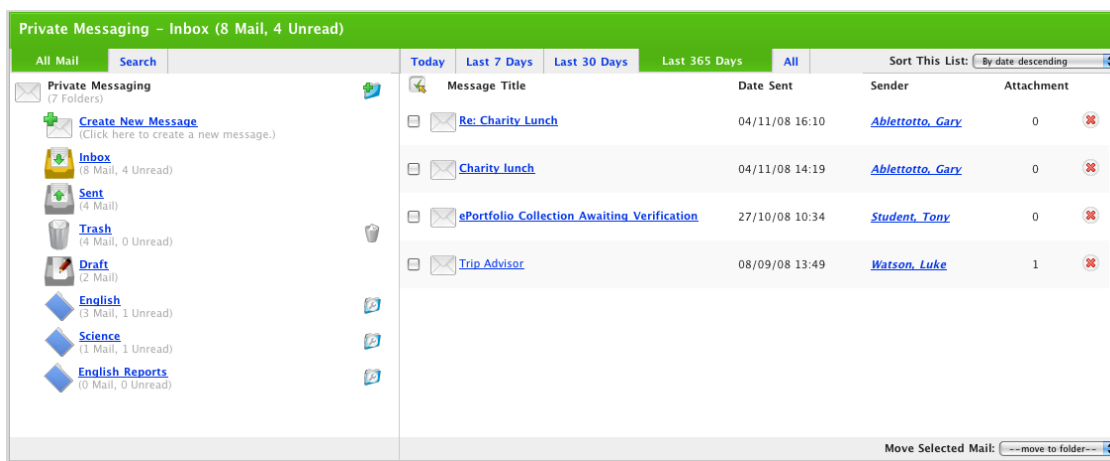 Private Messaging - Inbox (8 Mail, 4 Unread)
All Mail Search
Private Messaging
(7 Folders)
Create New Message
(Click here to create a new message.)
Inbox
(8 Mail, 4 Unread)
Sent
(4 Mail)
Trash
(4 Mail, 0 Unread)
Draft
(2 Mail)
English
(3 Mail, 1 Unread)
Science
(1 Mail, 1 Unread)
English Reports
(0 Mail, 0 Unread)
Today Last 7 Days Last 30 Days Last 365 Days All Sort This List: By date descending
Message Title Date Sent Sender Attachment
Re: Charity Lunch 04/11/08 16:10 Ablettotto, Gary 0
Charity lunch 04/11/08 14:19 Ablettotto, Gary 0
ePortfolio Collection Awaiting Verification 27/10/08 10:34 Student, Tony 0
Trip Advisor 08/09/08 13:49 Watson, Luke 1
Move Selected Mail: --move to folder--